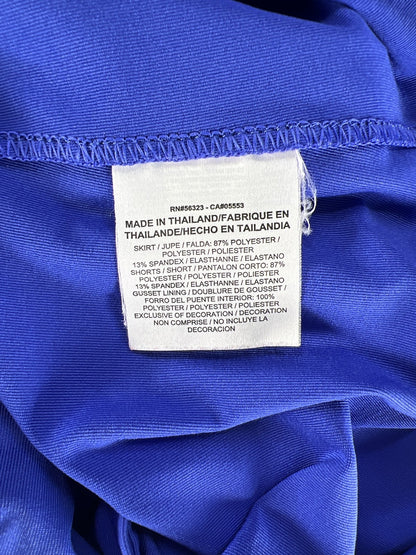 RN#56323 - CA#05553
MADE IN THAILAND/FABRIQUE EN
THAILANDE/HECHO EN TAILANDIA
SKIRT / JUPE / FALDA: 87% POLYESTER /
POLYESTER / POLIESTER
13% SPANDEX / ELASTHANNE / ELASTANO
SHORTS / SHORT / PANTALON CORTO: 87%
POLYESTER / POLYESTER / POLIESTER
13% SPANDEX / ELASTHANNE / ELASTANO
GUSSET LINING / DOUBLURE DE GOUSSET /
FORRO DEL PUENTE INTERIOR: 100%
POLYESTER / POLYESTER / POLIESTER
EXCLUSIVE OF DECORATION / DECORATION
NON COMPRISE / NO INCLUYE LA
DECORACION